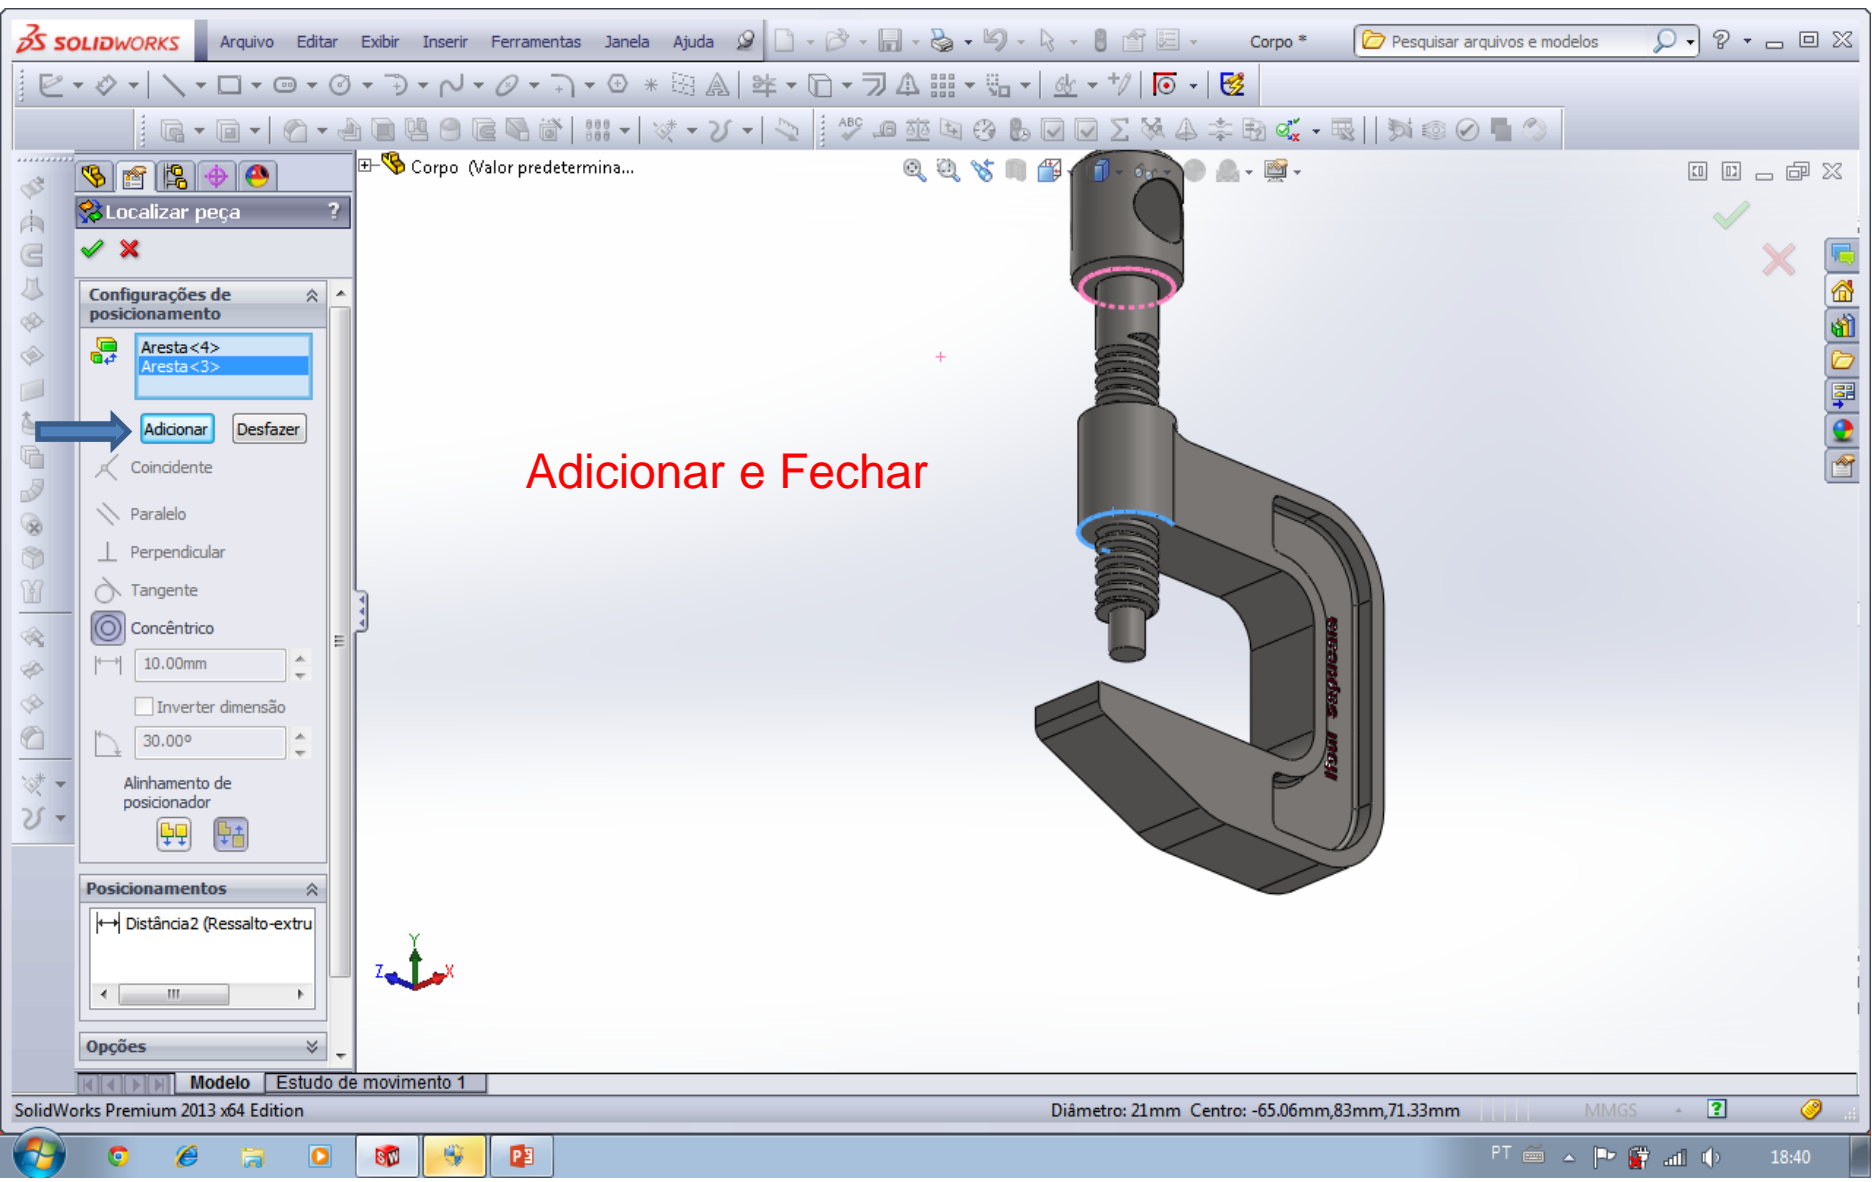 SOLIDWORKS Arquivo Editar Exibir Inserir Ferramentas Janela Ajuda Corpo * Pesquisar arquivos e modelos ?
ABC
Corpo (Valor predetermina...
Localizar peça ?
Configurações de
posicionamento
Aresta<4>
Aresta<3>
Adicionar Desfazer
Adicionar e Fechar
Coincidente
Paralelo
Perpendicular
Tangente
Concêntrico
10.00mm
Inverter dimensão
30.00º
Alinhamento de
posicionador
Posicionamentos
Distância2 (Ressalto-extru
Y
Z X
Opções
Modelo Estudo de movimento 1
SolidWorks Premium 2013 x64 Edition Diâmetro: 21mm Centro: -65.06mm,83mm,71.33mm MMGS ?
PT 18:40